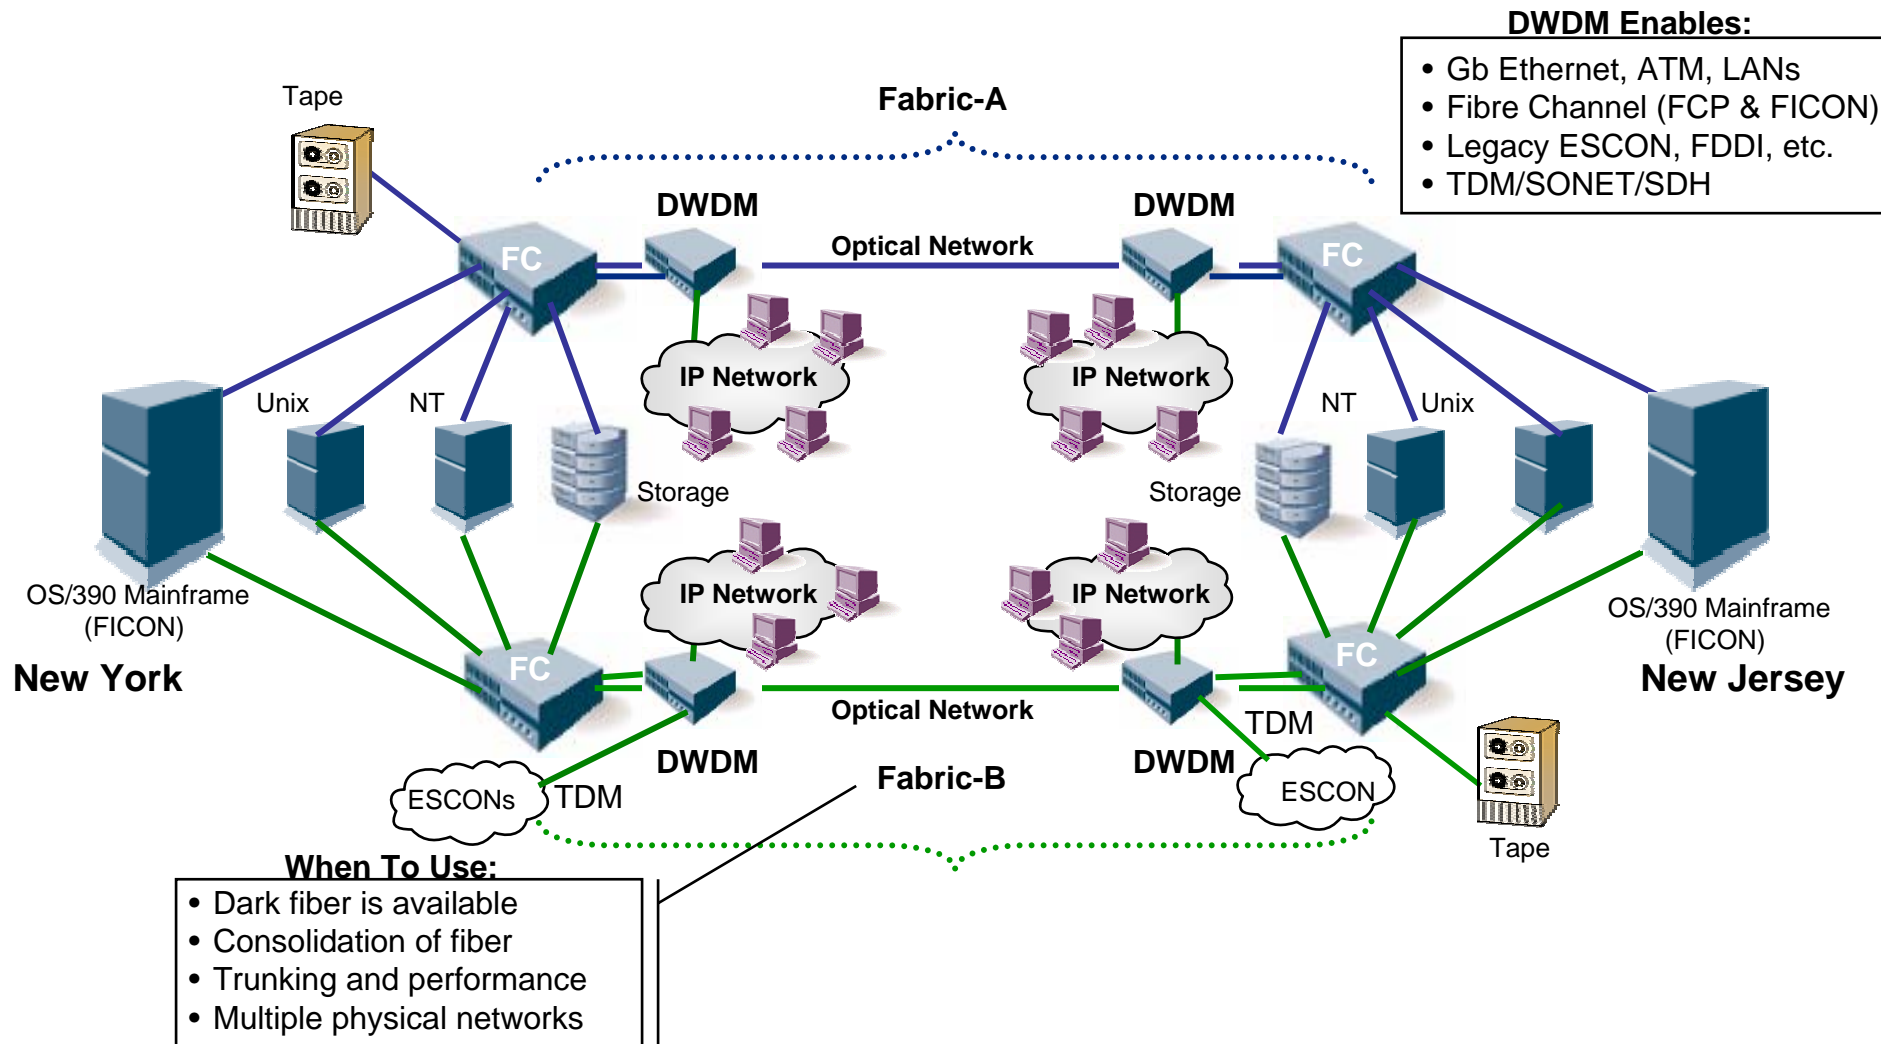 DWDM Enables:
• Gb Ethernet, ATM, LANs
• Fibre Channel (FCP & FICON)
• Legacy ESCON, FDDI, etc.
• TDM/SONET/SDH
Tape
Fabric-A
DWDM
DWDM
FC
Optical Network
FC
IP Network
IP Network
Unix
NT
NT
Unix
Storage
Storage
IP Network
IP Network
OS/390 Mainframe
(FICON)
OS/390 Mainframe
(FICON)
New York
FC
FC
New Jersey
Optical Network
TDM
DWDM
DWDM
Fabric-B
ESCONs
TDM
ESCON
Tape
When To Use:
• Dark fiber is available
• Consolidation of fiber
• Trunking and performance
• Multiple physical networks